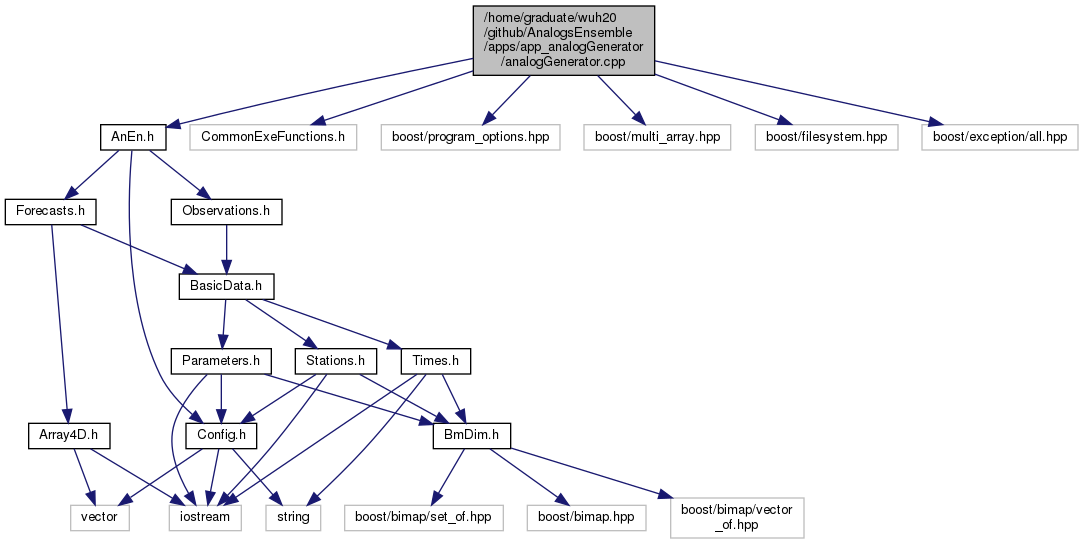 /home/graduate/wuh20
/github/AnalogsEnsemble
/apps/app_analogGenerator
/analogGenerator.cpp
AnEn.h
CommonExeFunctions.h
boost/program_options.hpp
boost/multi_array.hpp
boost/filesystem.hpp
boost/exception/all.hpp
Forecasts.h
Observations.h
BasicData.h
Parameters.h
Stations.h
Times.h
Array4D.h
Config.h
BmDim.h
vector
iostream
string
boost/bimap/set_of.hpp
boost/bimap.hpp
boost/bimap/vector
_of.hpp